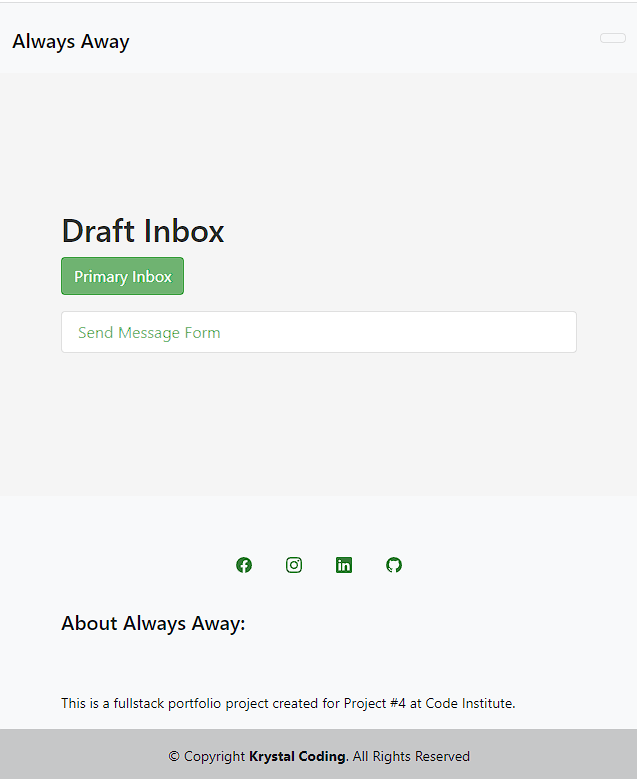 Always Away
Draft Inbox
Primary Inbox
Send Message Form
About Always Away:
This is a fullstack portfolio project created for Project #4 at Code Institute.
© Copyright Krystal Coding. All Rights Reserved